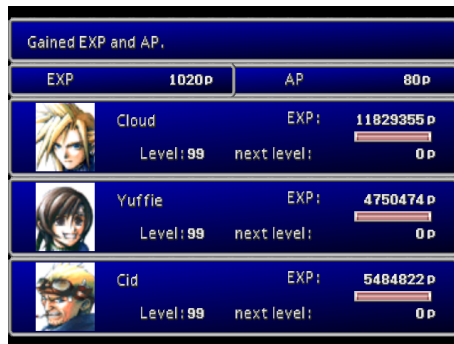 Gained EXP and AP.
EXP 1020p AP 80p
Cloud EXP: 11829355p
Level:99 next level: 0p
Yuffie EXP: 4750474p
Level:99 next level: 0p
Cid EXP: 5484822p
Level:99 next level: 0p